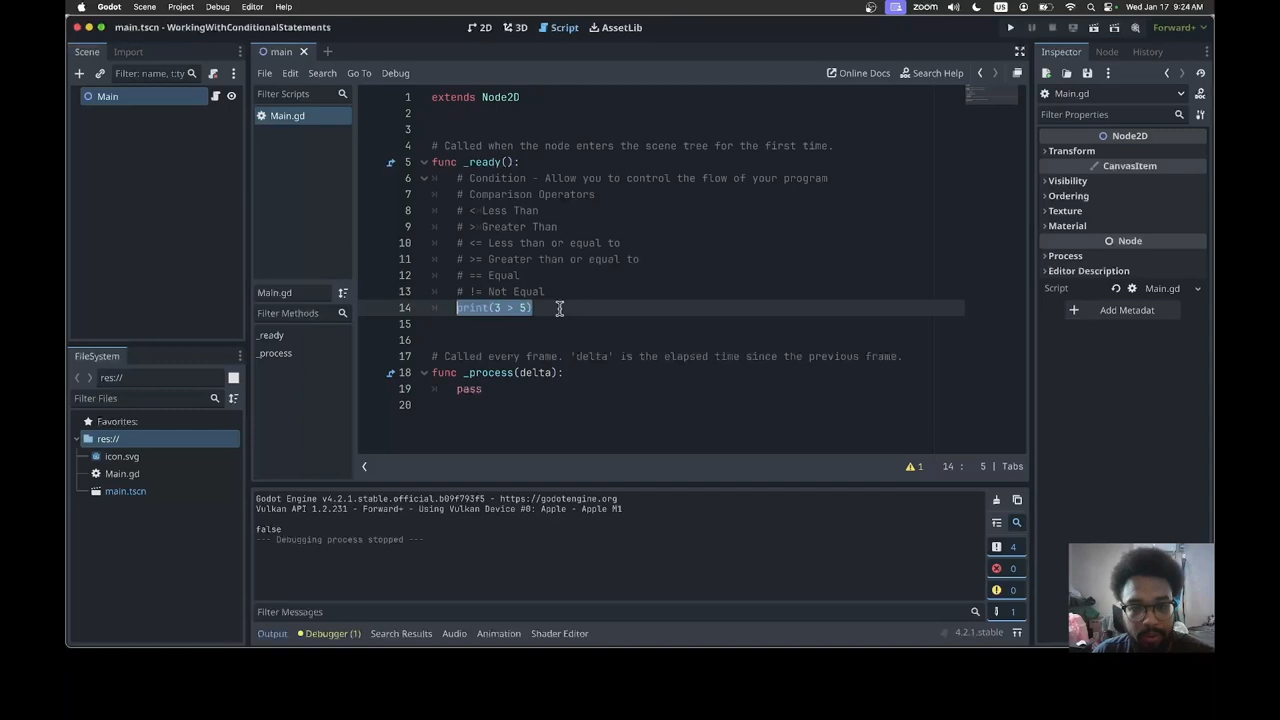 Godot Scene Project Debug Editor Help zoom US Wed Jan 17 9:24 AM
main.tscn - WorkingWithConditionalStatements 2D 3D Script AssetLib Forward+
Scene Import
Filter: name, t:ty
Main
main
File Edit Search Go To Debug Online Docs Search Help
Filter Scripts
Main.gd
Main.gd
Filter Methods
_ready
_process
1 extends Node2D
2
3
4 # Called when the node enters the scene tree for the first time.
5 func _ready():
6 # Condition - Allow you to control the flow of your program
7 # Comparison Operators
8 # < Less Than
9 # > Greater Than
10 # <= Less than or equal to
11 # >= Greater than or equal to
12 # == Equal
13 # != Not Equal
14 print(3 > 5)
15
16
17 # Called every frame. 'delta' is the elapsed time since the previous frame.
18 func _process(delta):
19 pass
20
1 14 : 5 | Tabs
FileSystem
res://
Filter Files
Favorites:
res://
icon.svg
Main.gd
main.tscn
Godot Engine v4.2.1.stable.official.b09f793f5 - https://godotengine.org
Vulkan API 1.2.231 - Forward+ - Using Vulkan Device #0: Apple - Apple M1
false
--- Debugging process stopped ---
4
0
0
1
Filter Messages
Output Debugger (1) Search Results Audio Animation Shader Editor 4.2.1.stable
Inspector Node History
Main.gd
Filter Properties
Node2D
Transform
CanvasItem
Visibility
Ordering
Texture
Material
Node
Process
Editor Description
Script Main.gd
Add Metadat